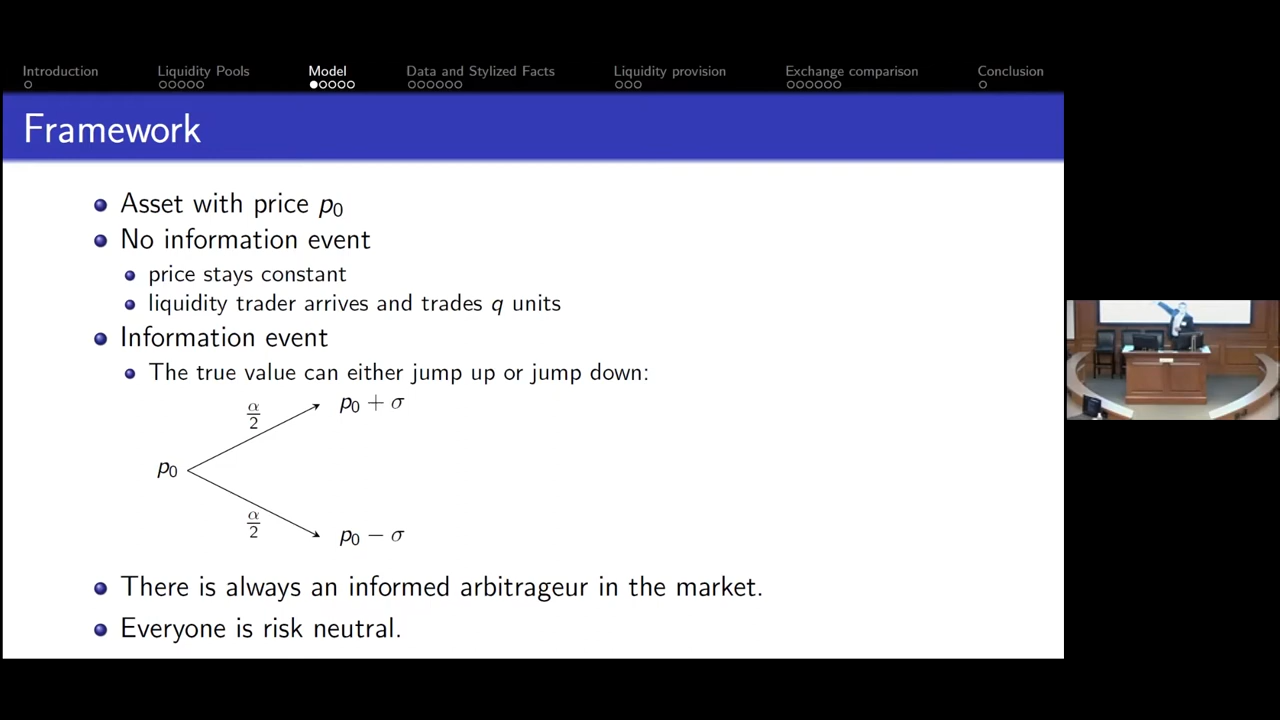 Introduction Liquidity Pools Model Data and Stylized Facts Liquidity provision Exchange comparison Conclusion
Framework
Asset with price p₀
No information event
price stays constant
liquidity trader arrives and trades q units
Information event
The true value can either jump up or jump down:
α/2
p₀ + σ
p₀
α/2
p₀ − σ
There is always an informed arbitrageur in the market.
Everyone is risk neutral.